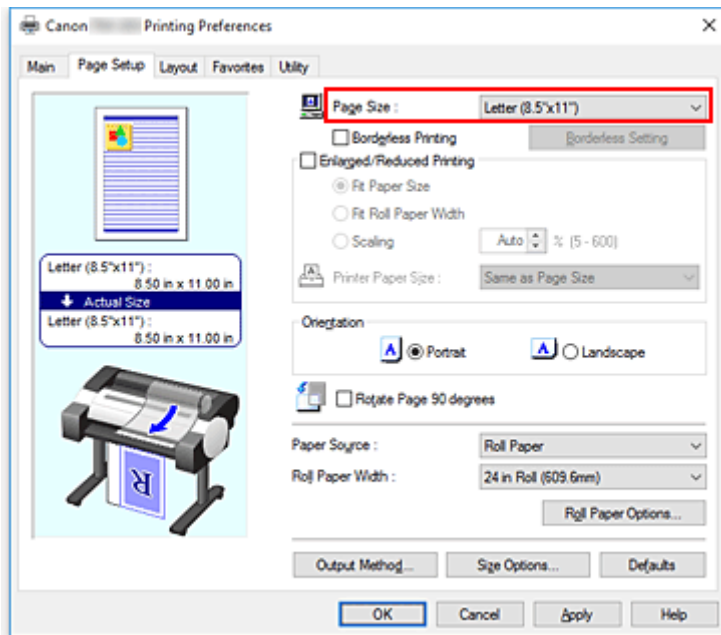 Canon Printing Preferences
Main Page Setup Layout Favorites Utility
Page Size : Letter (8.5"x11")
Borderless Printing Borderless Setting
Enlarged/Reduced Printing
Fit Paper Size
Fit Roll Paper Width
Scaling Auto % (5 - 600)
Printer Paper Size : Same as Page Size
Letter (8.5"x11") :
8.50 in x 11.00 in
Actual Size
Letter (8.5"x11") :
8.50 in x 11.00 in
Orientation
A Portrait A Landscape
Rotate Page 90 degrees
R
Paper Source : Roll Paper
Roll Paper Width : 24 in Roll (609.6mm)
Roll Paper Options...
Output Method... Size Options... Defaults
OK Cancel Apply Help